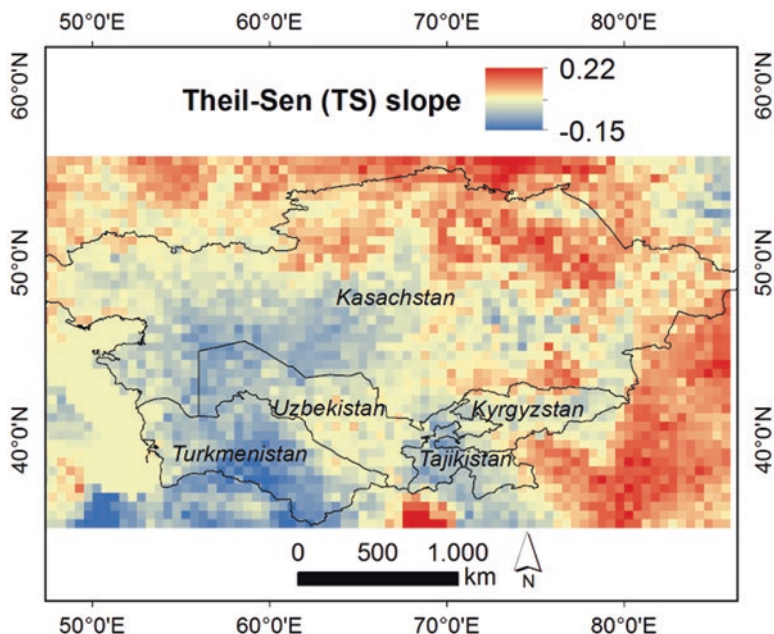 50°0'E 60°0'E 70°0'E 80°0'E
60°0'N 60°0'N
Theil-Sen (TS) slope
0.22
-0.15
50°0'N 50°0'N
Kasachstan
Uzbekistan Kyrgyzstan
40°0'N 40°0'N
Turkmenistan Tajikistan
0 500 1.000
km
N
50°0'E 60°0'E 70°0'E 80°0'E